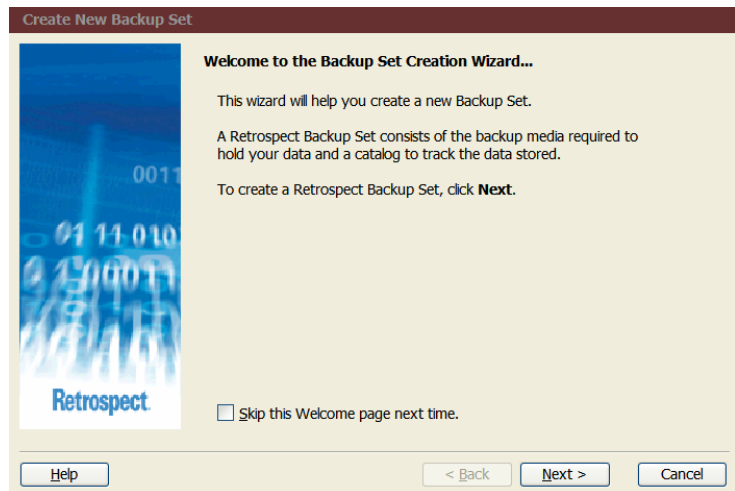 Create New Backup Set
Welcome to the Backup Set Creation Wizard...
This wizard will help you create a new Backup Set.
A Retrospect Backup Set consists of the backup media required to
hold your data and a catalog to track the data stored.
To create a Retrospect Backup Set, click Next.
0011
01 11 010
Retrospect.
Skip this Welcome page next time.
Help
< Back
Next >
Cancel